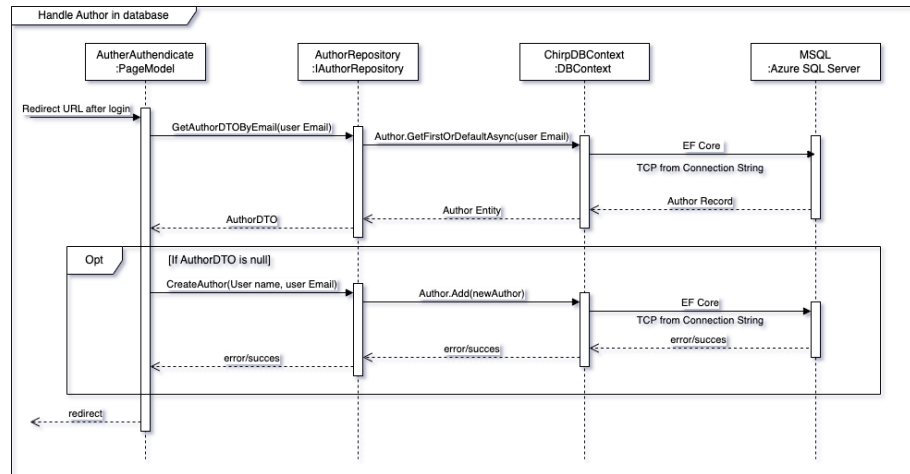 Handle Author in database
AutherAuthendicate
:PageModel
AuthorRepository
:IAuthorRepository
ChirpDBContext
:DBContext
MSQL
:Azure SQL Server
Redirect URL after login
GetAuthorDTOByEmail(user Email)
Author.GetFirstOrDefaultAsync(user Email)
EF Core
TCP from Connection String
Author Record
Author Entity
AuthorDTO
Opt
[If AuthorDTO is null]
CreateAuthor(User name, user Email)
Author.Add(newAuthor)
EF Core
TCP from Connection String
error/succes
error/succes
error/succes
redirect